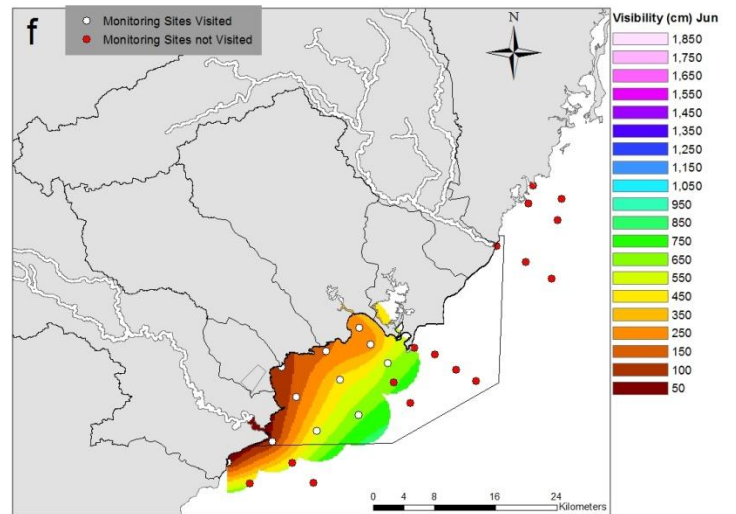 f
Monitoring Sites Visited
Monitoring Sites not Visited
N
Visibility (cm) Jun
1,850
1,750
1,650
1,550
1,450
1,350
1,250
1,150
1,050
950
850
750
650
550
450
350
250
150
100
50
0 4 8 16 24
Kilometers